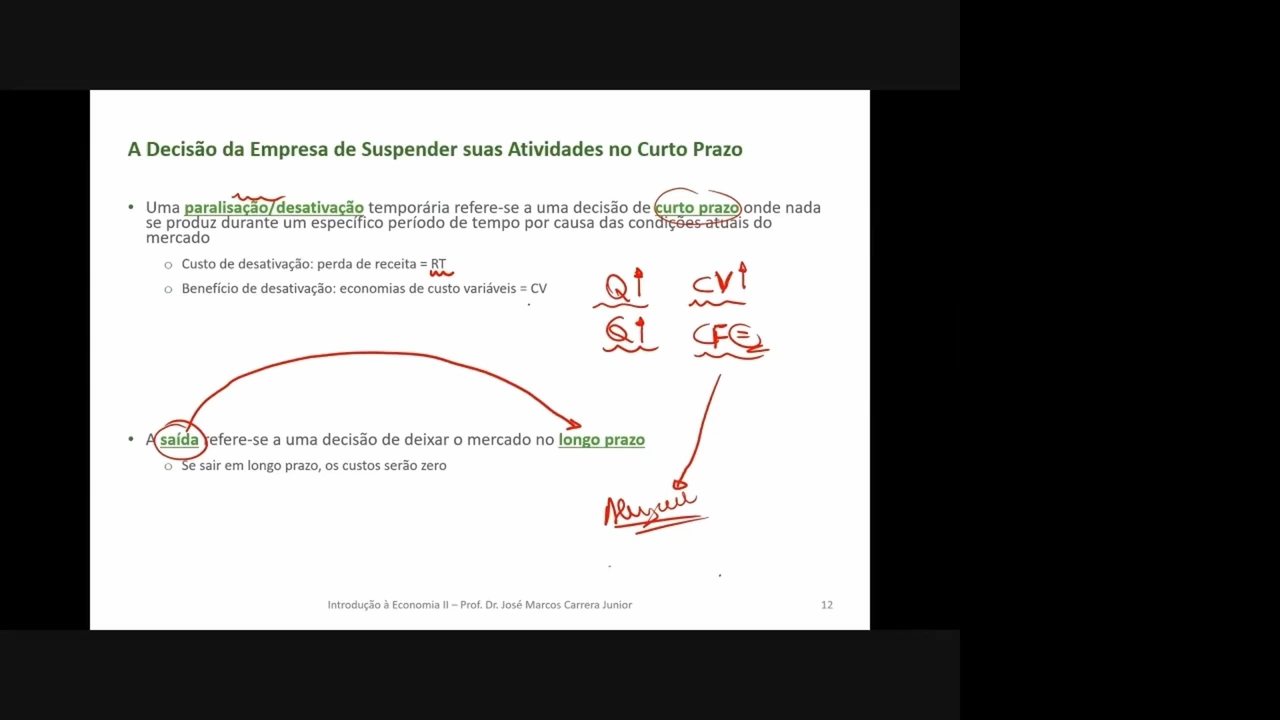 A Decisão da Empresa de Suspender suas Atividades no Curto Prazo
• Uma paralisação/desativação temporária refere-se a uma decisão de curto prazo onde nada
se produz durante um específico período de tempo por causa das condições atuais do
mercado
○ Custo de desativação: perda de receita = RT
○ Benefício de desativação: economias de custo variáveis = CV
Q↑ CV↑
Q↑ CF=
• A saída refere-se a uma decisão de deixar o mercado no longo prazo
○ Se sair em longo prazo, os custos serão zero
Aluguel
Introdução à Economia II – Prof. Dr. José Marcos Carrera Junior
12